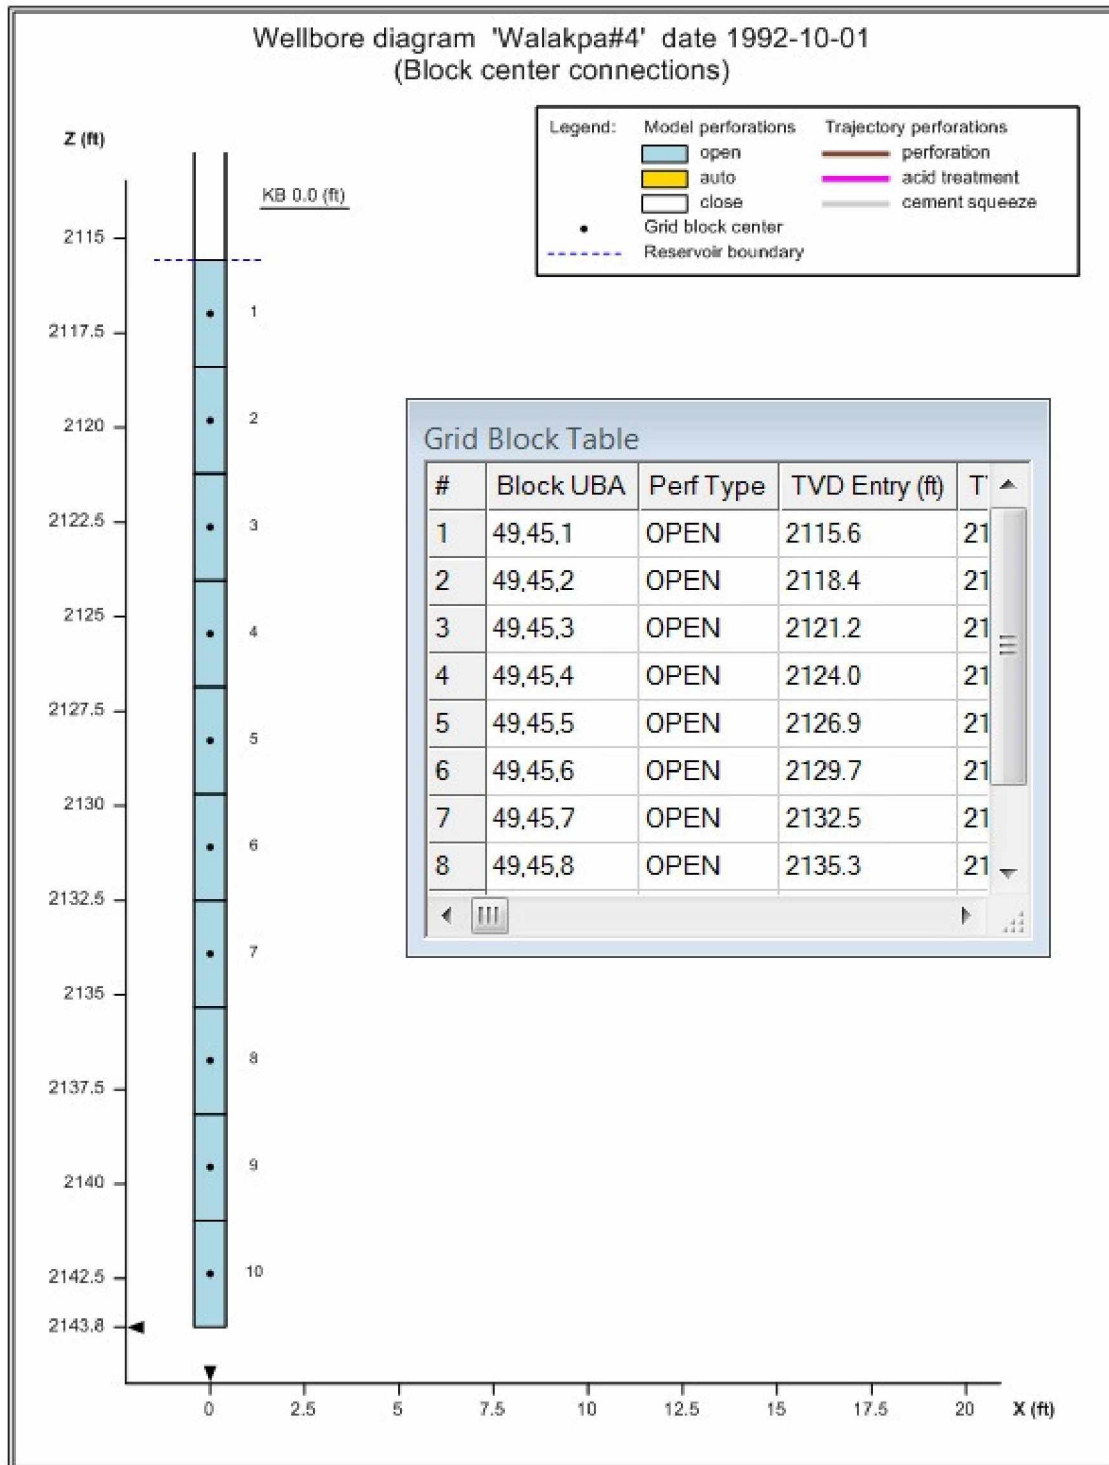 Wellbore diagram 'Walakpa#4' date 1992-10-01
(Block center connections)
Legend: Model perforations Trajectory perforations
open perforation
auto acid treatment
close cement squeeze
Grid block center
Reservoir boundary
Z (ft)
KB 0.0 (ft)
2115
1
2117.5
2
2120
2122.5 3
2125 4
2127.5
5
2130
6
2132.5
7
2135
8
2137.5
9
2140
10
2142.5
2143.8
Grid Block Table
# Block UBA Perf Type TVD Entry (ft)
1 49,45,1 OPEN 2115.6 21
2 49,45,2 OPEN 2118.4 21
3 49,45,3 OPEN 2121.2 21
4 49,45,4 OPEN 2124.0 21
5 49,45,5 OPEN 2126.9 21
6 49,45,6 OPEN 2129.7 21
7 49,45,7 OPEN 2132.5 21
8 49,45,8 OPEN 2135.3 21
0 2.5 5 7.5 10 12.5 15 17.5 20 X (ft)